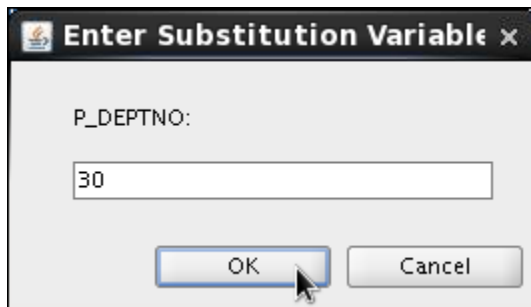 Enter Substitution Variable
P_DEPTNO:
30
OK
Cancel